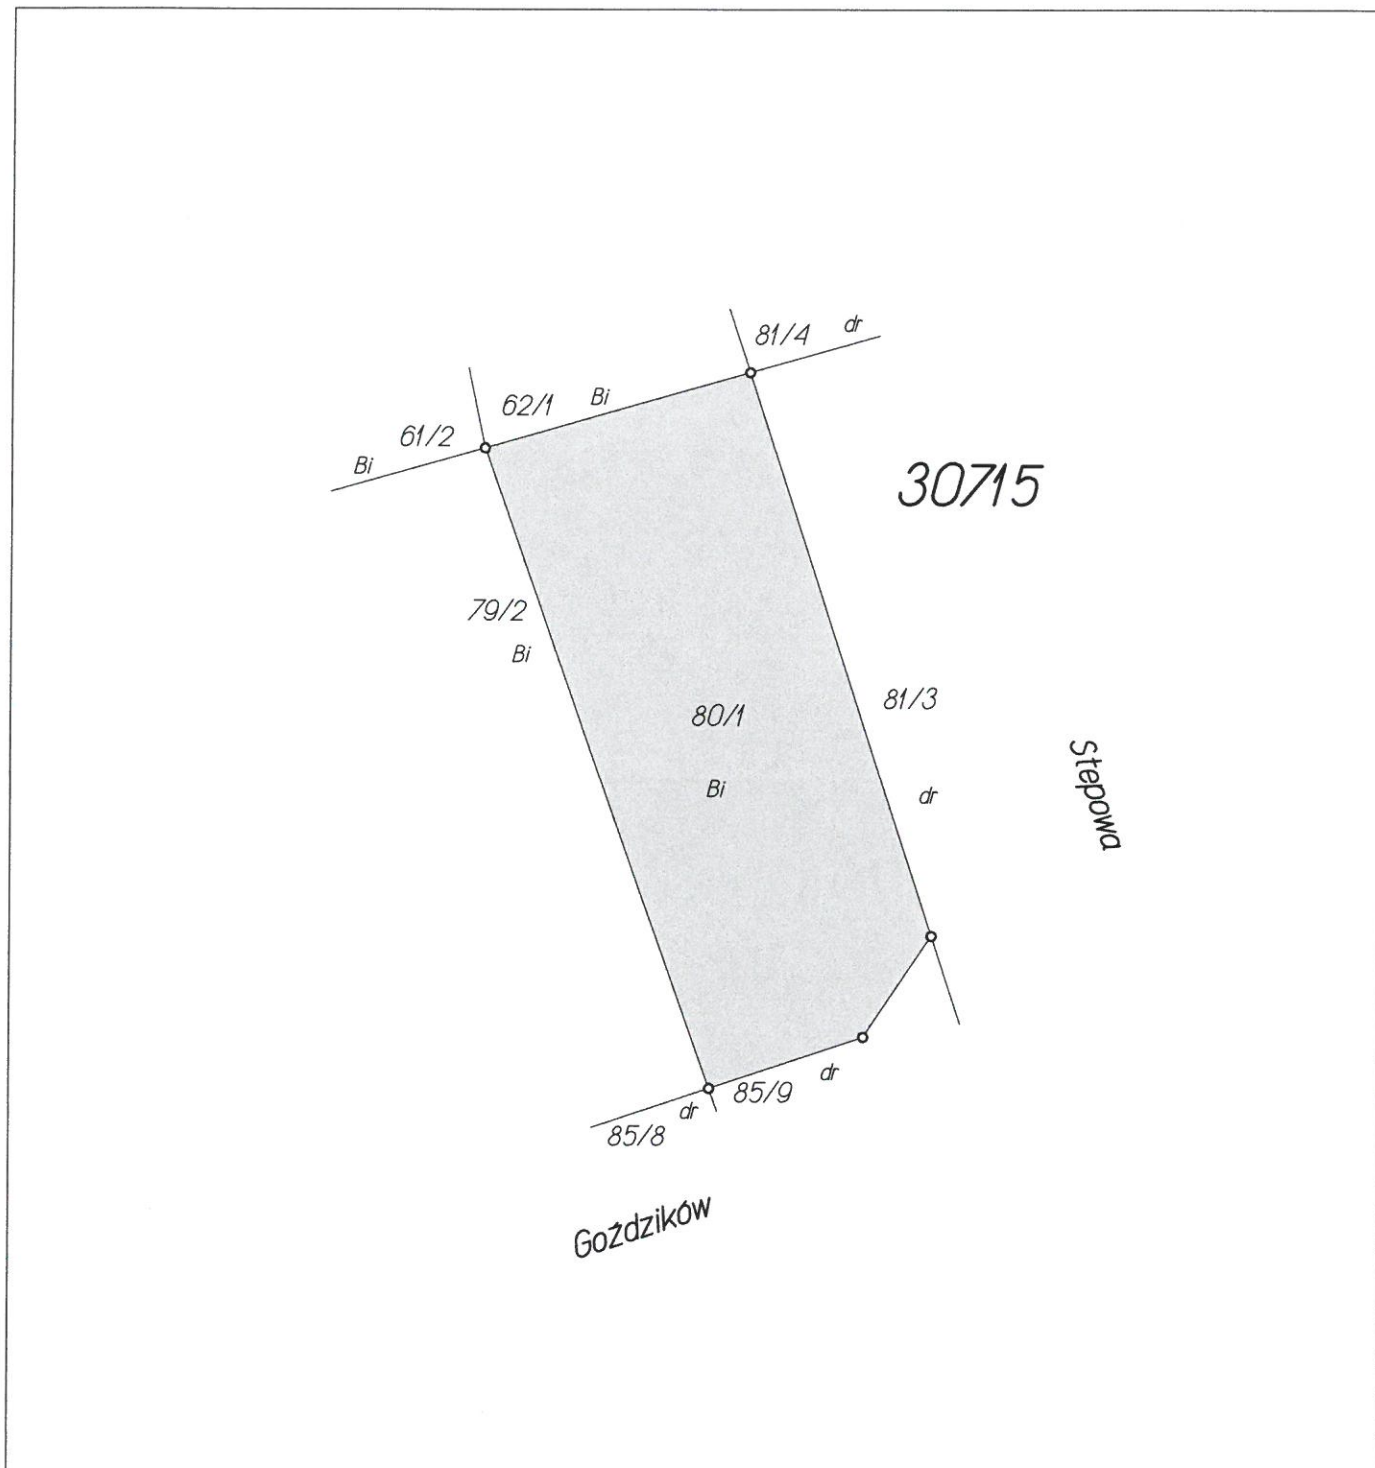 81/4 dr
62/1 Bi
61/2
Bi
30715
79/2
Bi
81/3
80/1
Stepowa
Bi
dr
dr
85/9
dr
85/8
Goździków